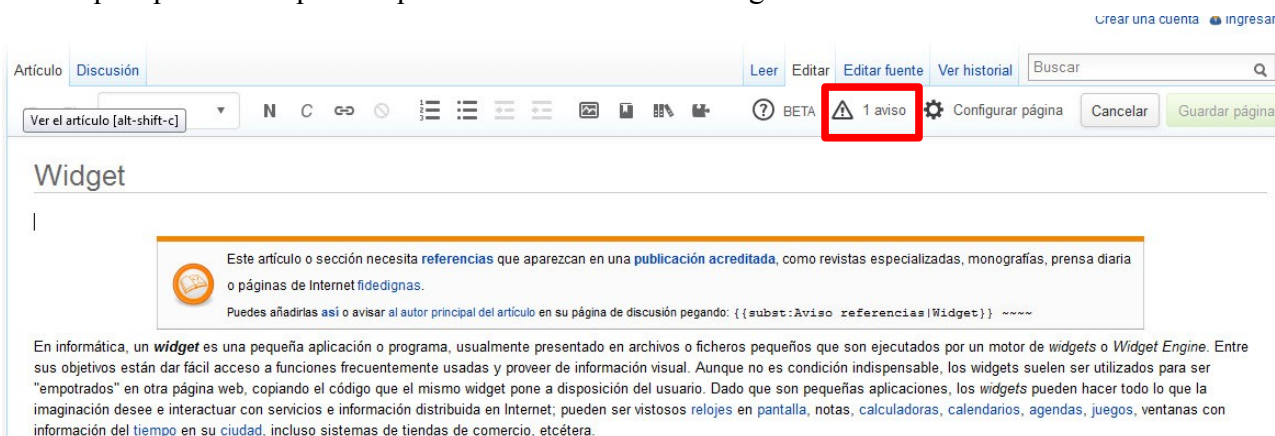 Crear una cuenta Ingresar
Artículo Discusión Leer Editar Editar fuente Ver historial Buscar
Ver el artículo [alt-shift-c] N C BETA 1 aviso Configurar página Cancelar Guardar página
Widget
Este artículo o sección necesita referencias que aparezcan en una publicación acreditada, como revistas especializadas, monografías, prensa diaria
o páginas de Internet fidedignas.
Puedes añadirlas así o avisar al autor principal del artículo en su página de discusión pegando: {{subst:Aviso referencias|Widget}} ~~~~
En informática, un widget es una pequeña aplicación o programa, usualmente presentado en archivos o ficheros pequeños que son ejecutados por un motor de widgets o Widget Engine. Entre
sus objetivos están dar fácil acceso a funciones frecuentemente usadas y proveer de información visual. Aunque no es condición indispensable, los widgets suelen ser utilizados para ser
"empotrados" en otra página web, copiando el código que el mismo widget pone a disposición del usuario. Dado que son pequeñas aplicaciones, los widgets pueden hacer todo lo que la
imaginación desee e interactuar con servicios e información distribuida en Internet; pueden ser vistosos relojes en pantalla, notas, calculadoras, calendarios, agendas, juegos, ventanas con
información del tiempo en su ciudad, incluso sistemas de tiendas de comercio, etcétera.